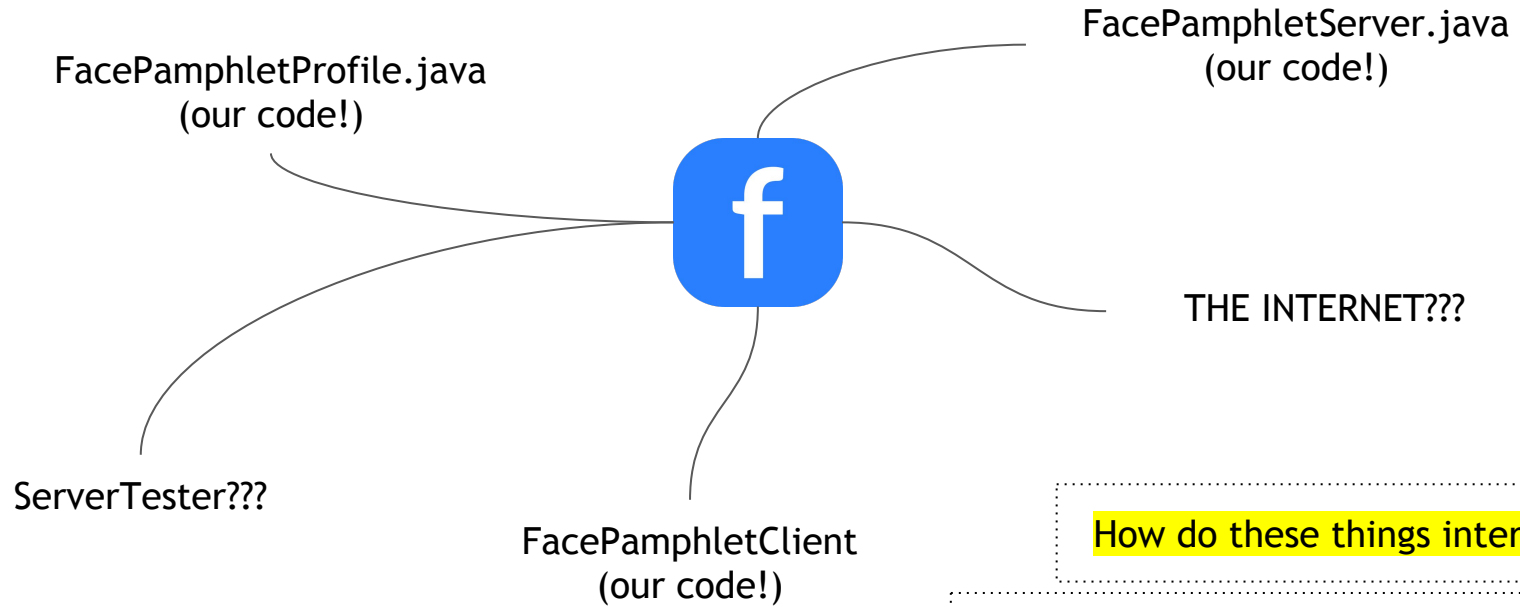 FacePamphletServer.java
(our code!)
FacePamphletProfile.java
(our code!)
f
THE INTERNET???
ServerTester???
FacePamphletClient
(our code!)
How do these things inter